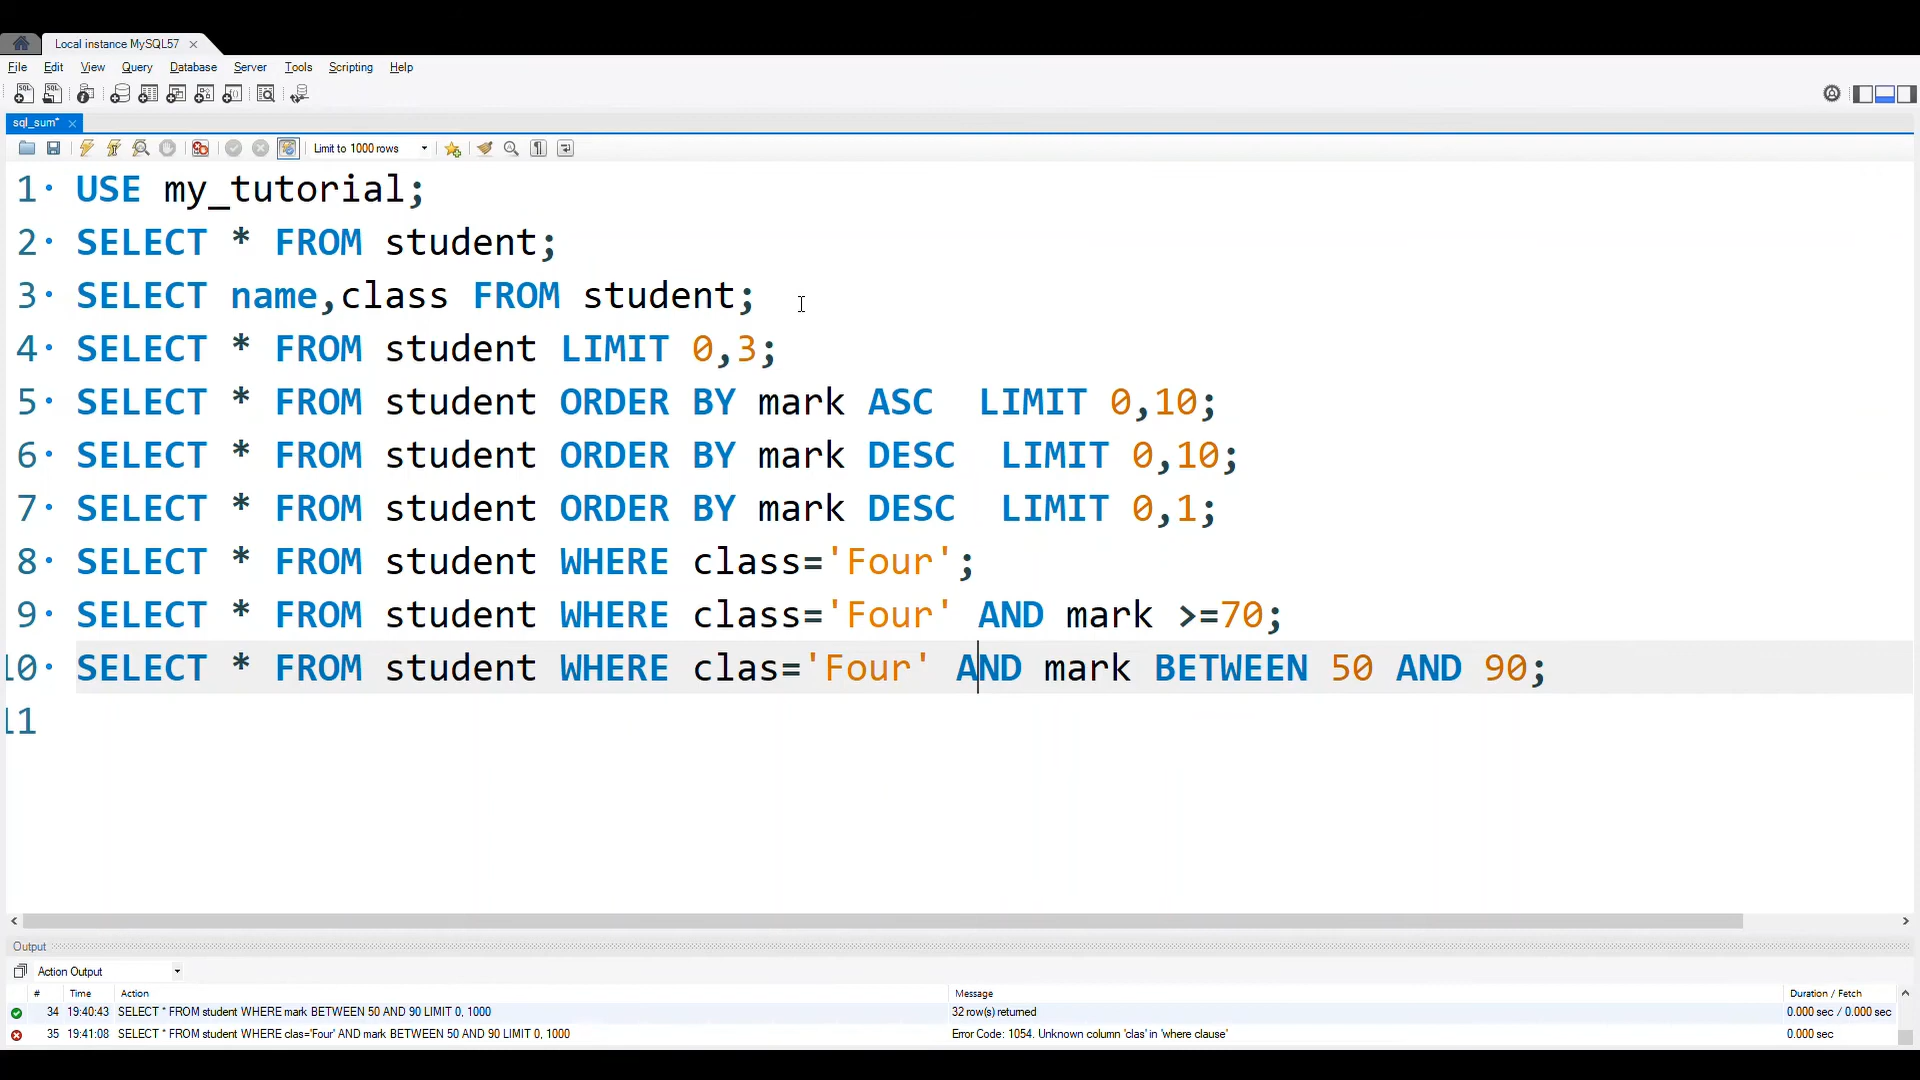 Local instance MySQL57
File Edit View Query Database Server Tools Scripting Help
sql_sum*
Limit to 1000 rows
1 USE my_tutorial;
2 SELECT * FROM student;
3 SELECT name,class FROM student;
4 SELECT * FROM student LIMIT 0,3;
5 SELECT * FROM student ORDER BY mark ASC  LIMIT 0,10;
6 SELECT * FROM student ORDER BY mark DESC  LIMIT 0,10;
7 SELECT * FROM student ORDER BY mark DESC  LIMIT 0,1;
8 SELECT * FROM student WHERE class='Four';
9 SELECT * FROM student WHERE class='Four' AND mark >=70;
10 SELECT * FROM student WHERE clas='Four' AND mark BETWEEN 50 AND 90;
11
Output
Action Output
# Time Action Message Duration / Fetch
34 19:40:43 SELECT * FROM student WHERE mark BETWEEN 50 AND 90 LIMIT 0, 1000 32 row(s) returned 0.000 sec / 0.000 sec
35 19:41:08 SELECT * FROM student WHERE clas='Four' AND mark BETWEEN 50 AND 90 LIMIT 0, 1000 Error Code: 1054. Unknown column 'clas' in 'where clause' 0.000 sec